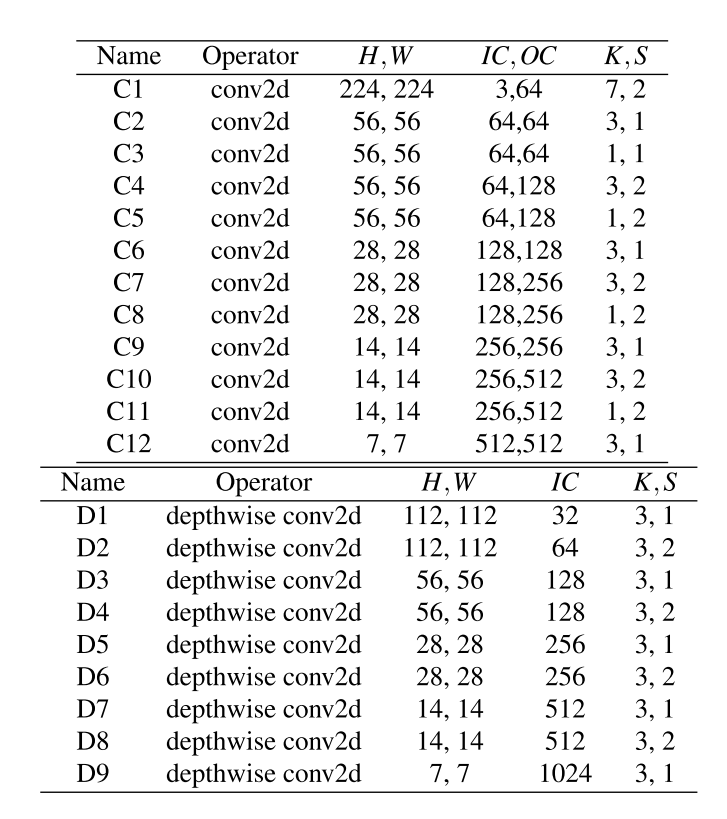 Name Operator H,W IC,OC K,S
C1 conv2d 224, 224 3,64 7, 2
C2 conv2d 56, 56 64,64 3, 1
C3 conv2d 56, 56 64,64 1, 1
C4 conv2d 56, 56 64,128 3, 2
C5 conv2d 56, 56 64,128 1, 2
C6 conv2d 28, 28 128,128 3, 1
C7 conv2d 28, 28 128,256 3, 2
C8 conv2d 28, 28 128,256 1, 2
C9 conv2d 14, 14 256,256 3, 1
C10 conv2d 14, 14 256,512 3, 2
C11 conv2d 14, 14 256,512 1, 2
C12 conv2d 7, 7 512,512 3, 1
Name Operator H,W IC K,S
D1 depthwise conv2d 112, 112 32 3, 1
D2 depthwise conv2d 112, 112 64 3, 2
D3 depthwise conv2d 56, 56 128 3, 1
D4 depthwise conv2d 56, 56 128 3, 2
D5 depthwise conv2d 28, 28 256 3, 1
D6 depthwise conv2d 28, 28 256 3, 2
D7 depthwise conv2d 14, 14 512 3, 1
D8 depthwise conv2d 14, 14 512 3, 2
D9 depthwise conv2d 7, 7 1024 3, 1